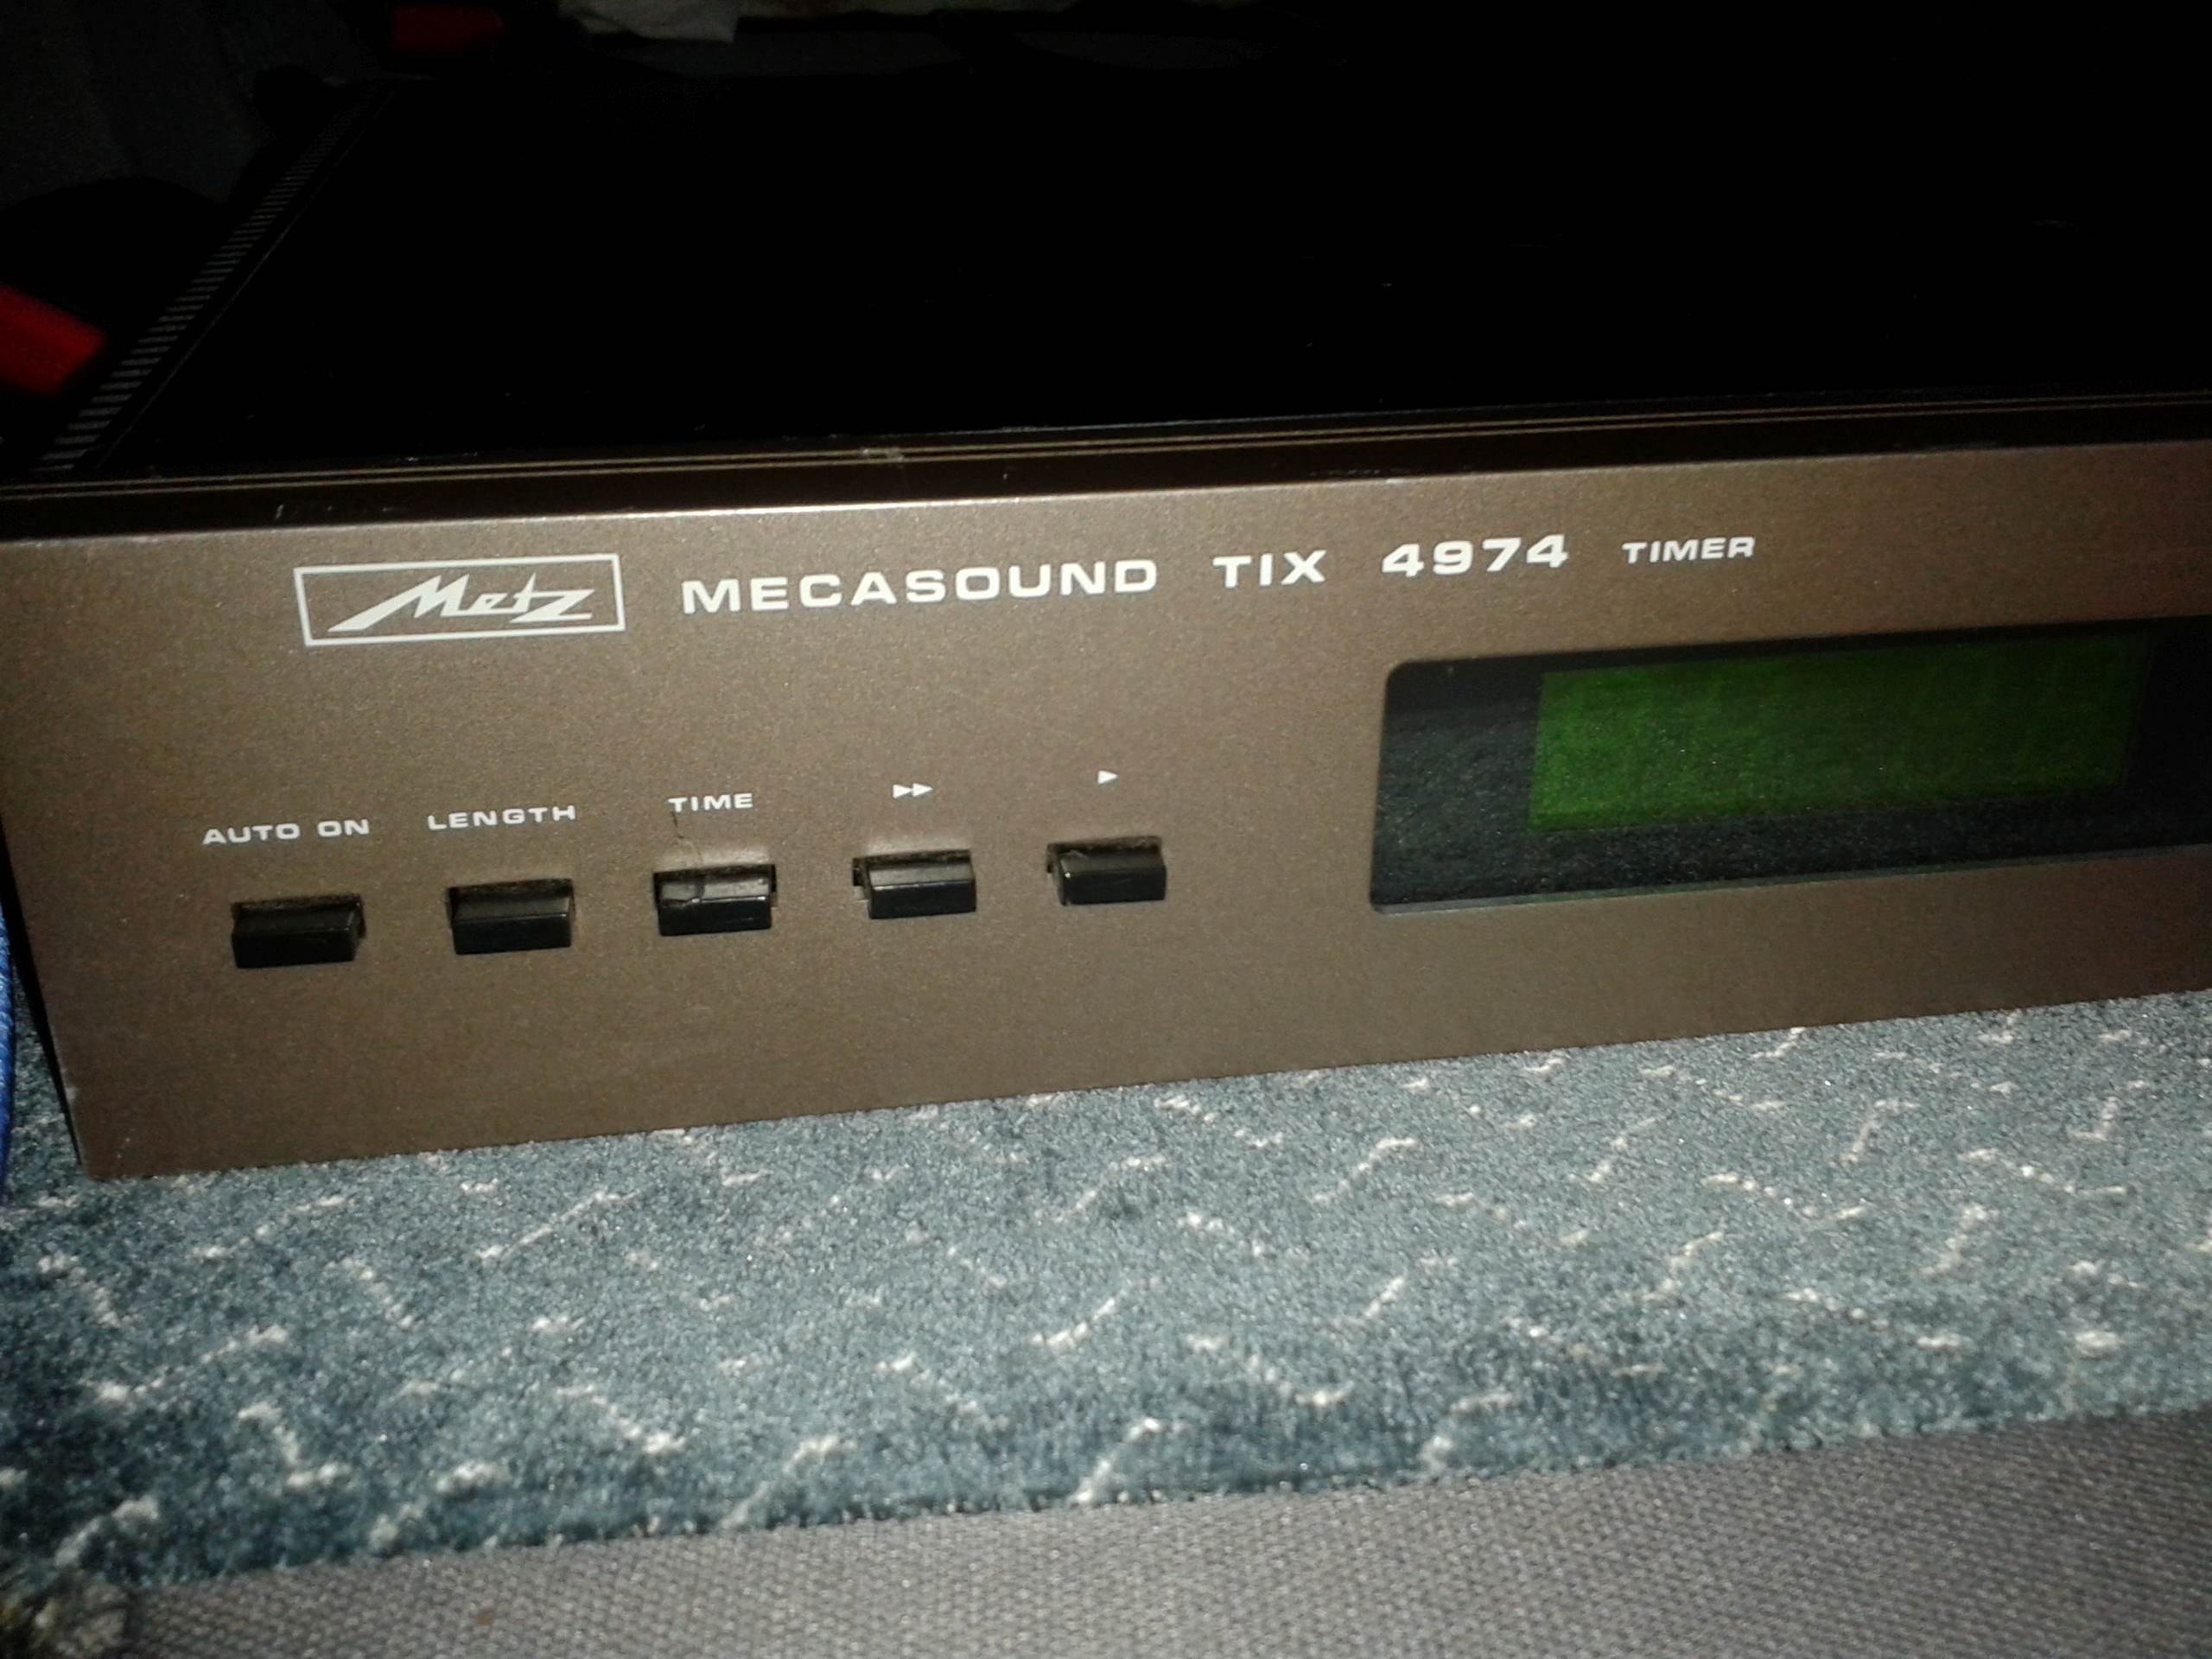 Metz MECASOUND TIX 4974 TIMER
AUTO ON LENGTH TIME ▶▶ ▶